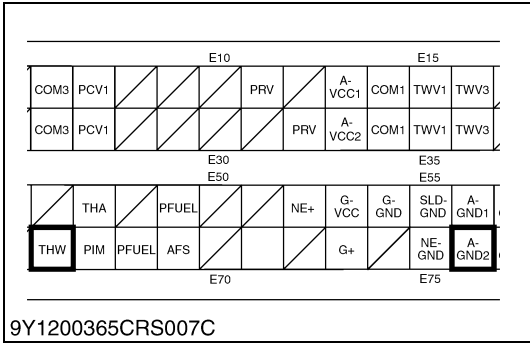 E10 E15
COM3 PCV1 PRV A-VCC1 COM1 TWV1 TWV3
COM3 PCV1 PRV A-VCC2 COM1 TWV1 TWV3
E30 E35
E50 E55
THA PFUEL NE+ G-VCC G-GND SLD-GND A-GND1
THW PIM PFUEL AFS G+ NE-GND A-GND2
E70 E75
9Y1200365CRS007C